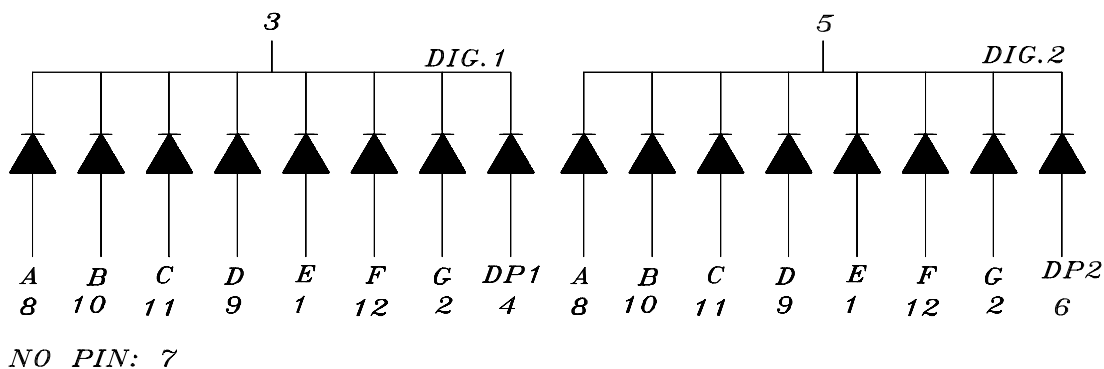 3 5
DIG.1 DIG.2
A B C D E F G DP1 A B C D E F G DP2
8 10 11 9 1 12 2 4 8 10 11 9 1 12 2 6
NO PIN: 7